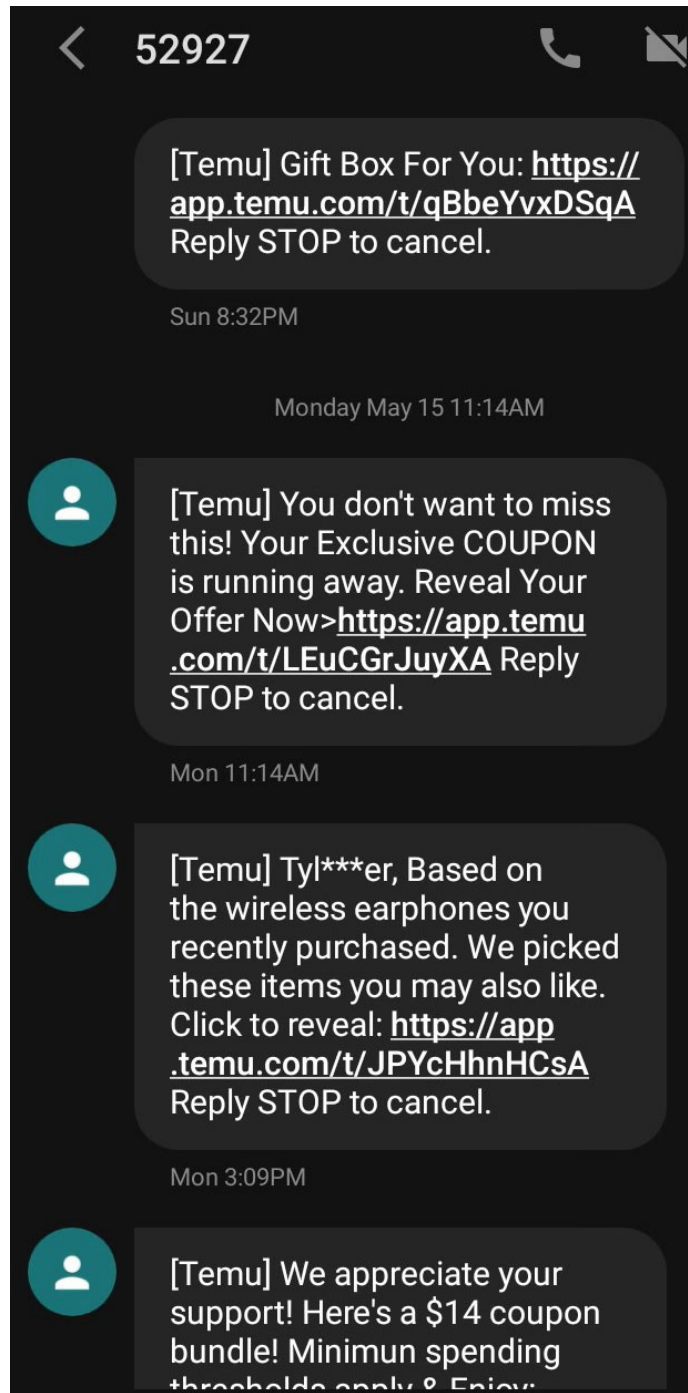 52927
[Temu] Gift Box For You: https://
app.temu.com/t/qBbeYvxDSqA
Reply STOP to cancel.
Sun 8:32PM
Monday May 15 11:14AM
[Temu] You don't want to miss
this! Your Exclusive COUPON
is running away. Reveal Your
Offer Now>https://app.temu
.com/t/LEuCGrJuyXA Reply
STOP to cancel.
Mon 11:14AM
[Temu] Tyl***er, Based on
the wireless earphones you
recently purchased. We picked
these items you may also like.
Click to reveal: https://app
.temu.com/t/JPYcHhnHCsA
Reply STOP to cancel.
Mon 3:09PM
[Temu] We appreciate your
support! Here's a $14 coupon
bundle! Minimun spending
thresholds apply & Enjoy: